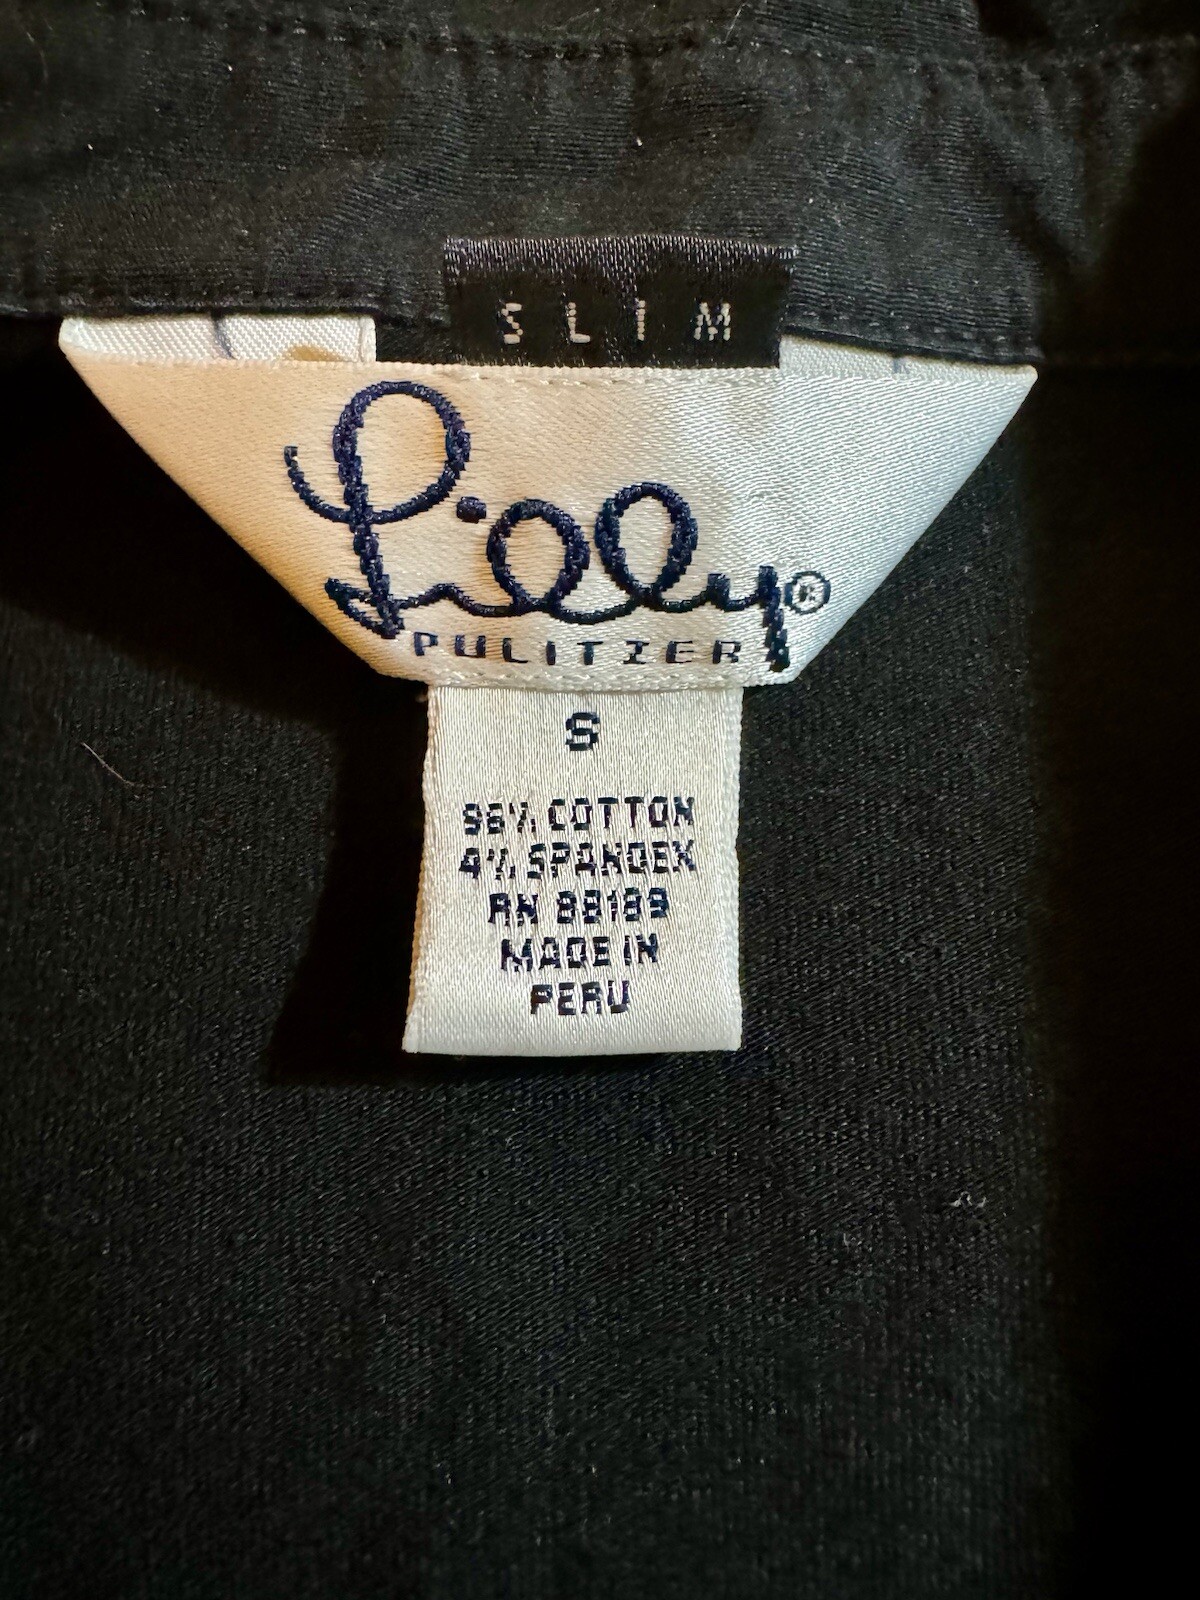 SLIM
Lilly®
PULITZER
S
96% COTTON
4% SPANDEX
RN 88189
MADE IN
PERU